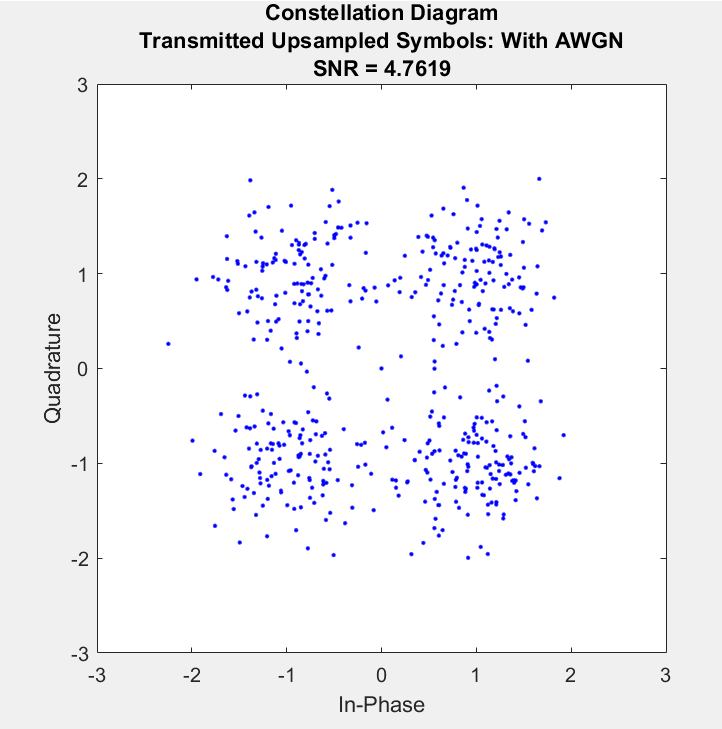 Constellation Diagram
Transmitted Upsampled Symbols: With AWGN
SNR = 4.7619
3
2
1
0
-1
-2
-3
Quadrature
-3 -2 -1 0 1 2 3
In-Phase